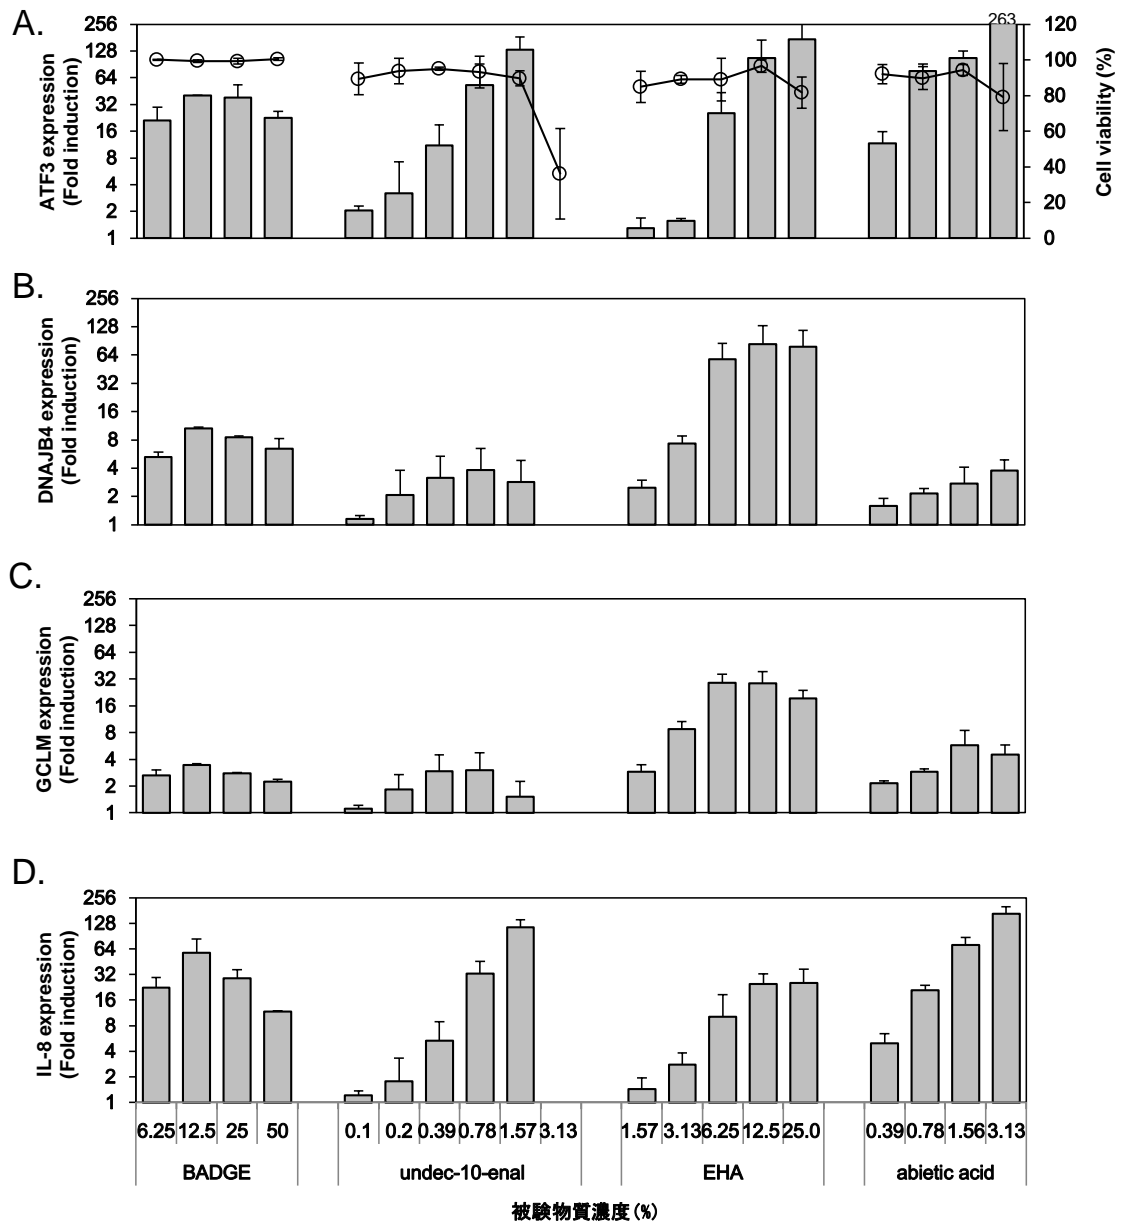 A.
ATF3 expression
(Fold induction)
256
128
64
32
16
8
4
2
1
263
120
100
80
60
40
20
0
Cell viability (%)
B.
DNAJB4 expression
(Fold induction)
256
128
64
32
16
8
4
2
1
C.
GCLM expression
(Fold induction)
256
128
64
32
16
8
4
2
1
D.
IL-8 expression
(Fold induction)
256
128
64
32
16
8
4
2
1
6.25 12.5 25 50 0.1 0.2 0.39 0.78 1.57 3.13 1.57 3.13 6.25 12.5 25.0 0.39 0.78 1.56 3.13
BADGE undec-10-enal EHA abietic acid
被験物質濃度(%)